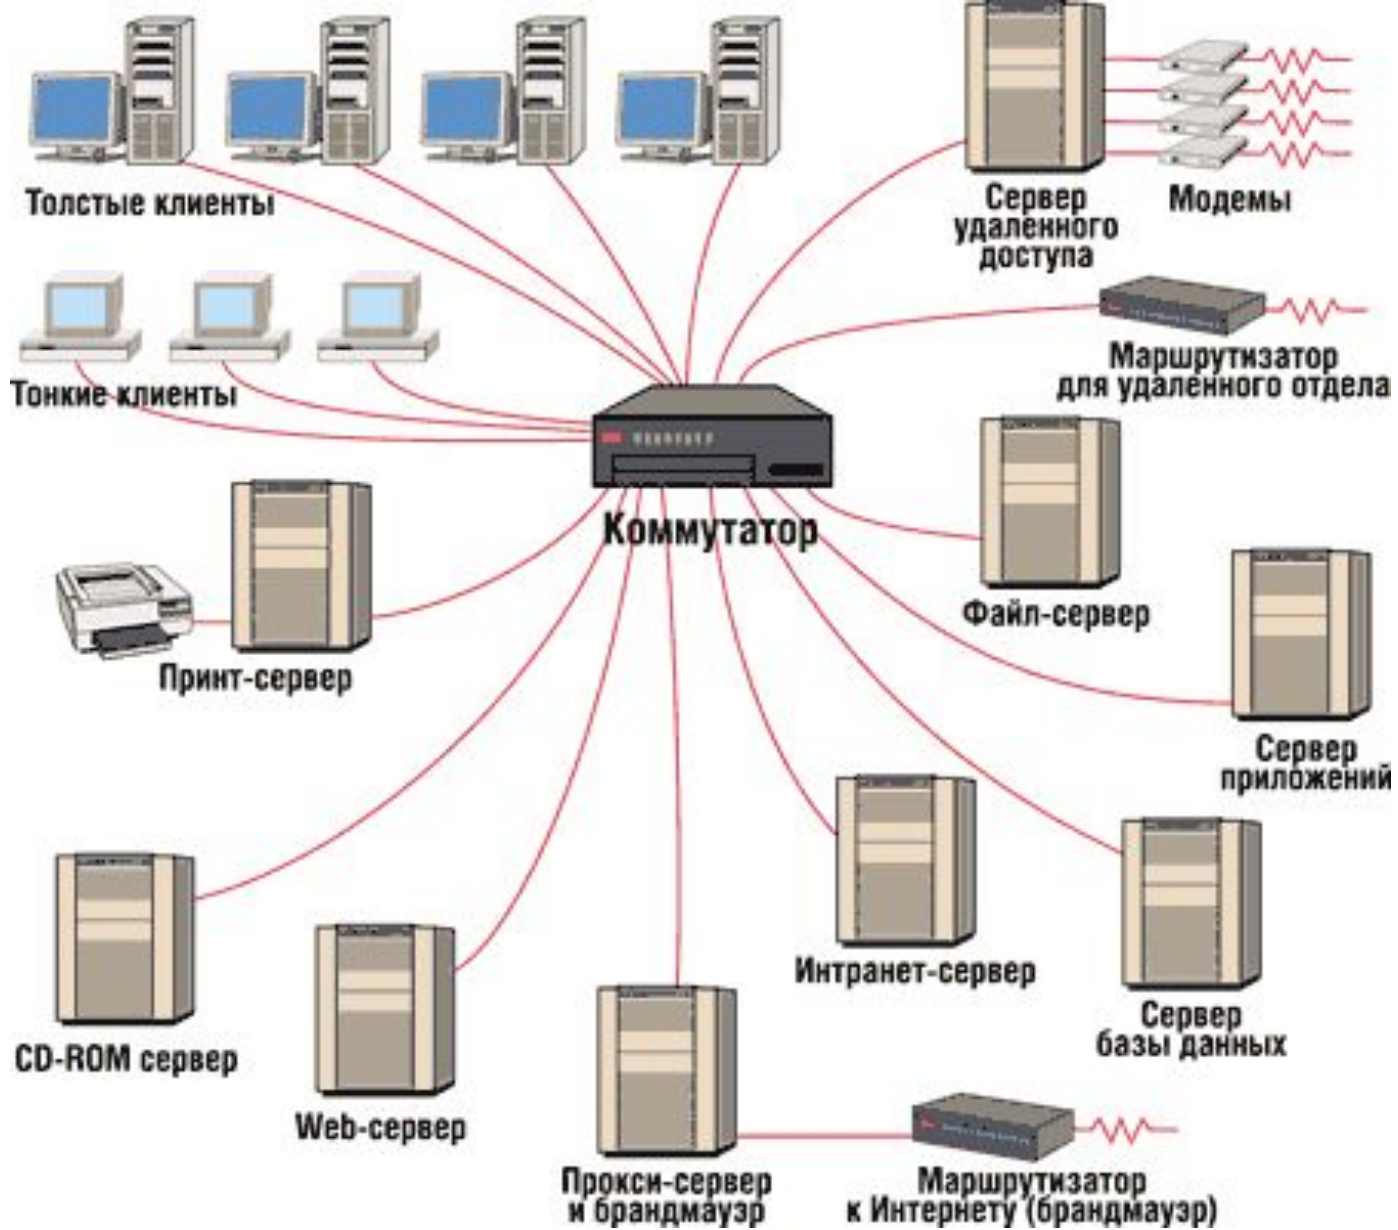 Толстые клиенты
Сервер
удаленного
доступа
Модемы
Маршрутизатор
для удаленного отдела
Тонкие клиенты
Коммутатор
Файл-сервер
Принт-сервер
Сервер
приложений
Интранет-сервер
Сервер
базы данных
CD-ROM сервер
Web-сервер
Прокси-сервер
и брандмауэр
Маршрутизатор
к Интернету (брандмауэр)